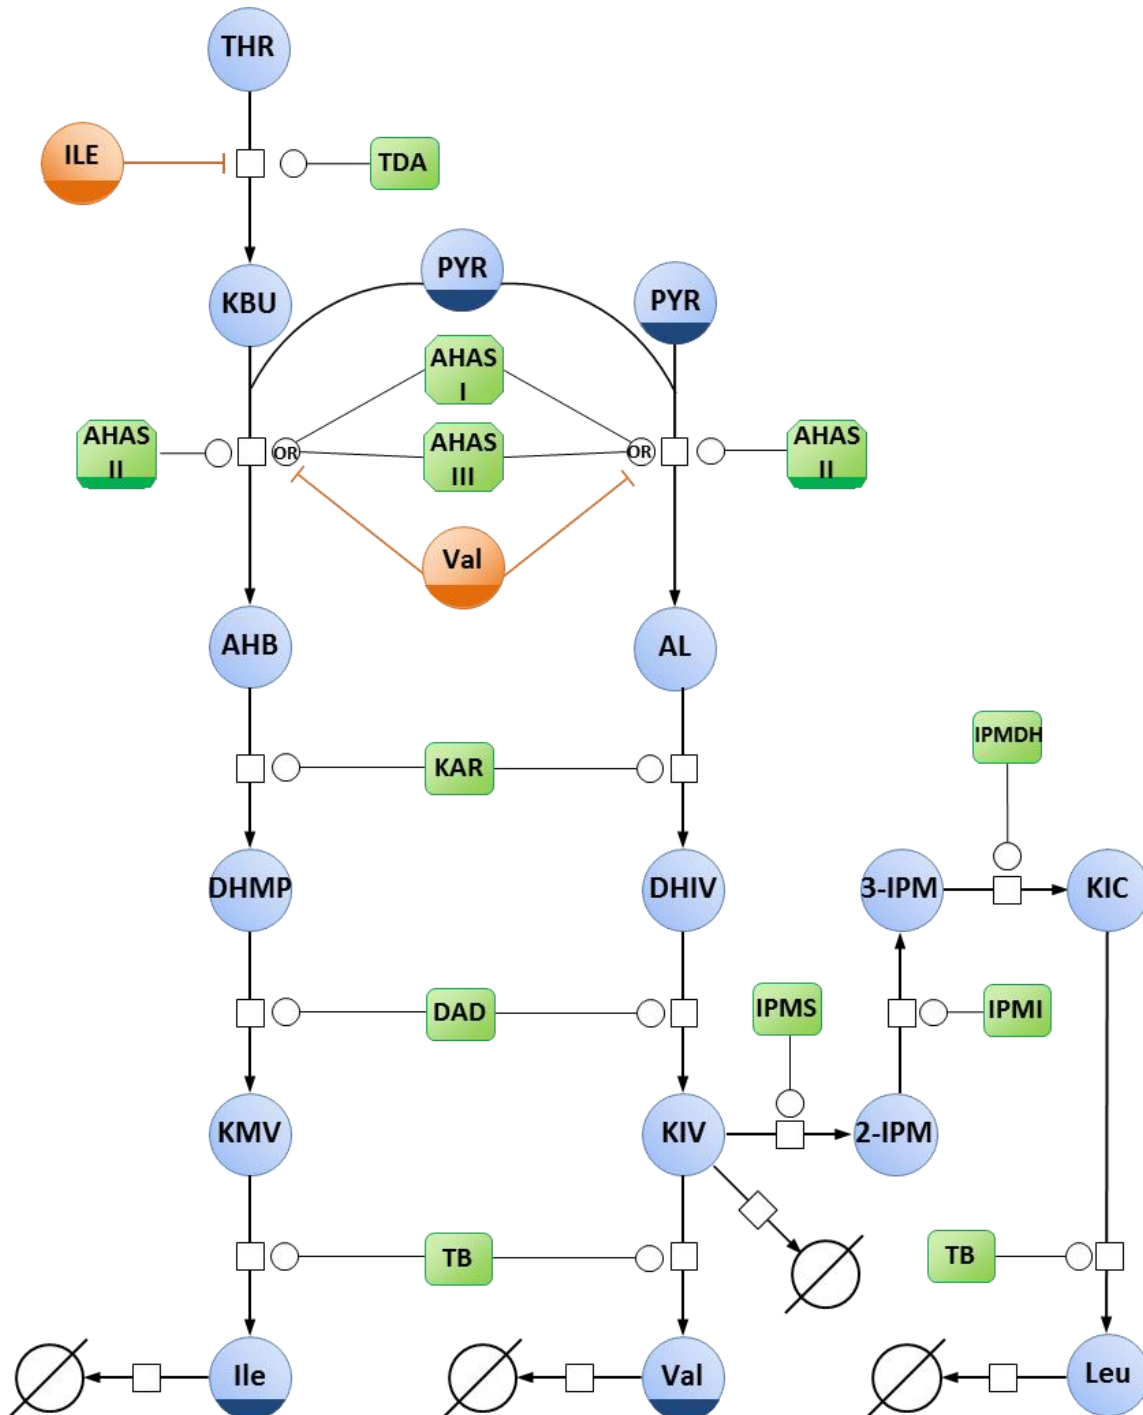 THR
ILE
TDA
PYR
KBU
PYR
AHAS
I
AHAS
II
OR
AHAS
III
OR
AHAS
II
Val
AHB
AL
IPMDH
KAR
DHMP
DHIV
3-IPM
KIC
DAD
IPMS
IPMI
KMV
KIV
2-IPM
TB
TB
Ile
Val
Leu